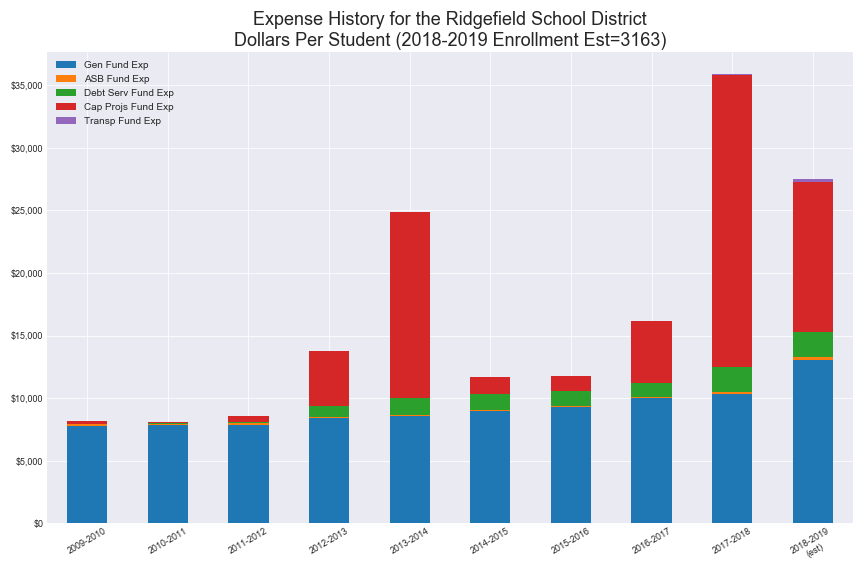 Expense History for the Ridgefield School District
Dollars Per Student (2018-2019 Enrollment Est=3163)
Gen Fund Exp
ASB Fund Exp
Debt Serv Fund Exp
Cap Projs Fund Exp
Transp Fund Exp
$35,000
$30,000
$25,000
$20,000
$15,000
$10,000
$5,000
$0
2009-2010
2010-2011
2011-2012
2012-2013
2013-2014
2014-2015
2015-2016
2016-2017
2017-2018
2018-2019
(est)